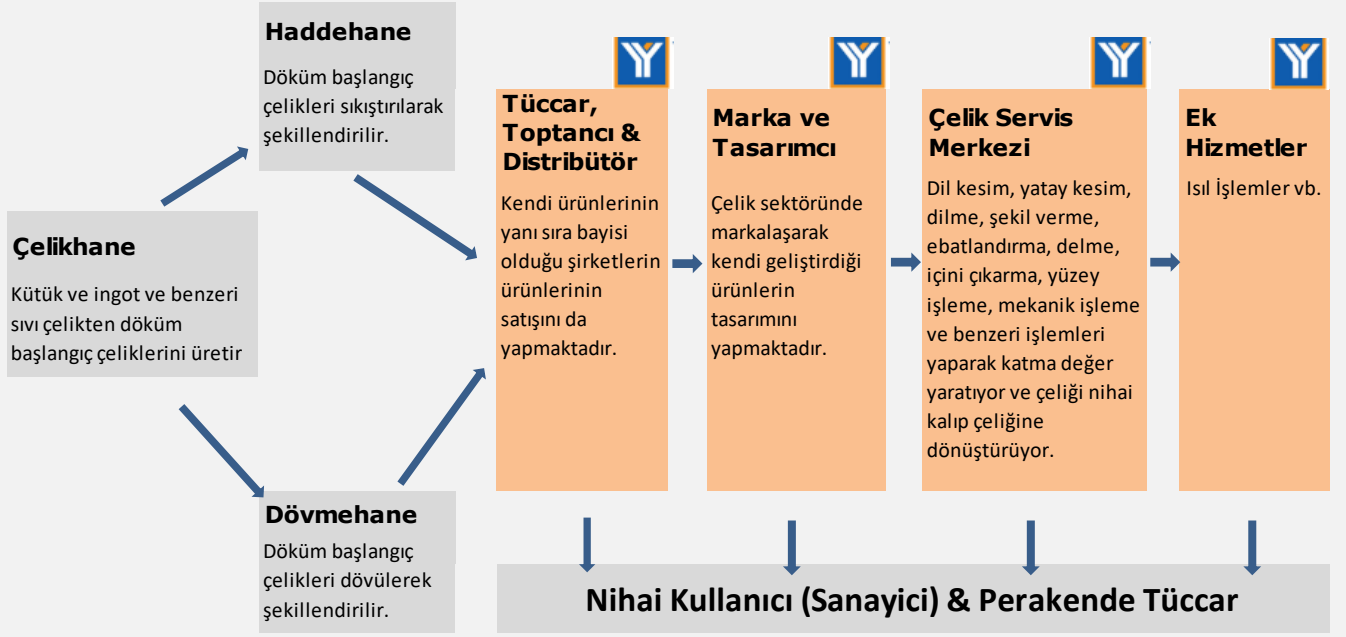 Haddehane
Döküm başlangıç
çelikleri sıkıştırılarak
şekillendirilir.
Çelikhane
Kütük ve ingot ve benzeri
sıvı çelikten döküm
başlangıç çeliklerini üretir
Dövmehane
Döküm başlangıç
çelikleri dövülerek
şekillendirilir.
Tüccar,
Toptancı &
Distribütör
Kendi ürünlerinin
yanı sıra bayisi
olduğu şirketlerin
ürünlerinin
satışını da
yapmaktadır.
Marka ve
Tasarımcı
Çelik sektöründe
markalaşarak
kendi geliştirdiği
ürünlerin
tasarımını
yapmaktadır.
Çelik Servis
Merkezi
Dil kesim, yatay kesim,
dilme, şekil verme,
ebatlandırma, delme,
içini çıkarma, yüzey
işleme, mekanik işleme
ve benzeri işlemleri
yaparak katma değer
yaratıyor ve çeliği nihai
kalıp çeliğine
dönüştürüyor.
Ek
Hizmetler
Isıl İşlemler vb.
Nihai Kullanıcı (Sanayici) & Perakende Tüccar